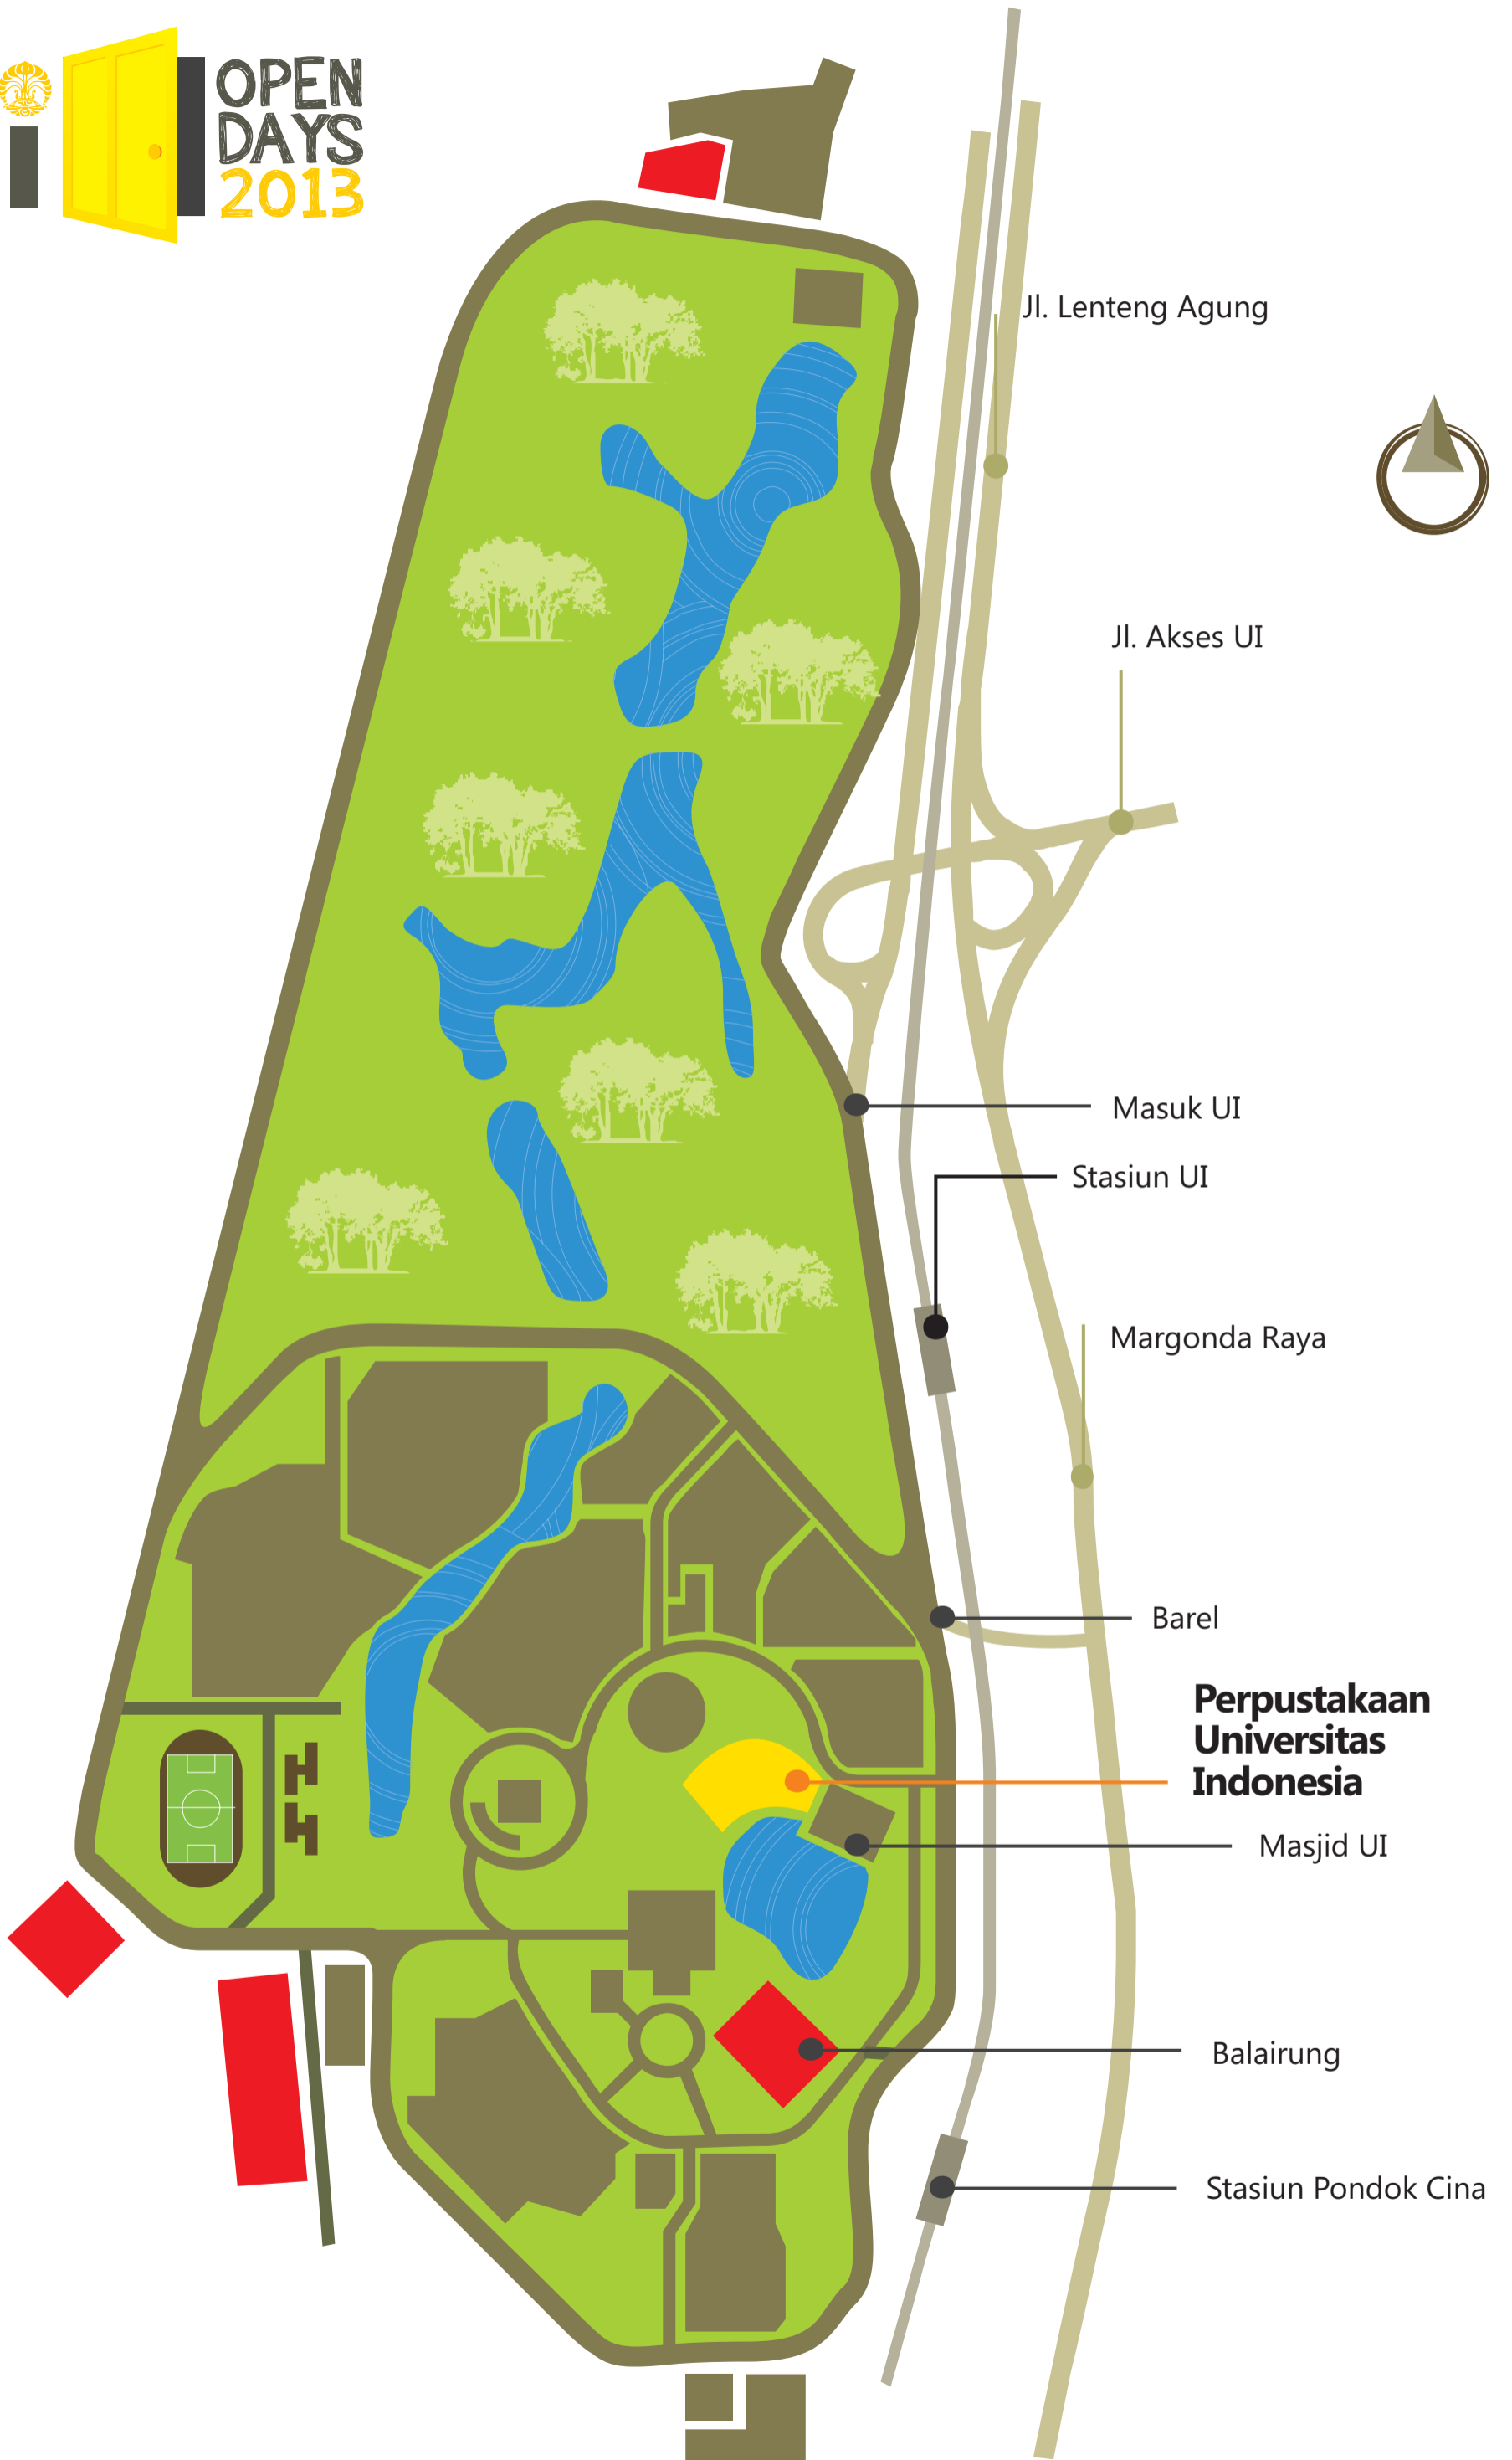 OPEN
DAYS
2013
Jl. Lenteng Agung
Jl. Akses UI
Masuk UI
Stasiun UI
Margonda Raya
Barel
Perpustakaan
Universitas
Indonesia
Masjid UI
Balairung
Stasiun Pondok Cina